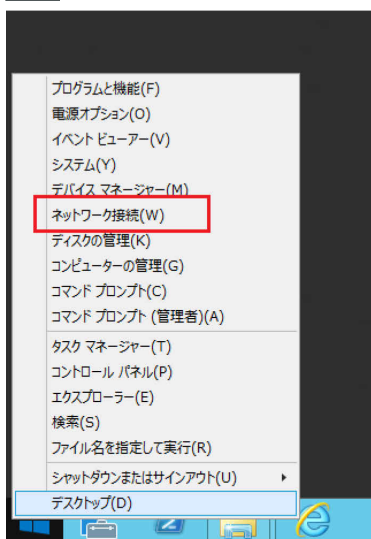 プログラムと機能(F)
電源オプション(O)
イベント ビューアー(V)
システム(Y)
デバイス マネージャー(M)
ネットワーク接続(W)
ディスクの管理(K)
コンピューターの管理(G)
コマンド プロンプト(C)
コマンド プロンプト (管理者)(A)
タスク マネージャー(T)
コントロール パネル(P)
エクスプローラー(E)
検索(S)
ファイル名を指定して実行(R)
シャットダウンまたはサインアウト(U)
デスクトップ(D)